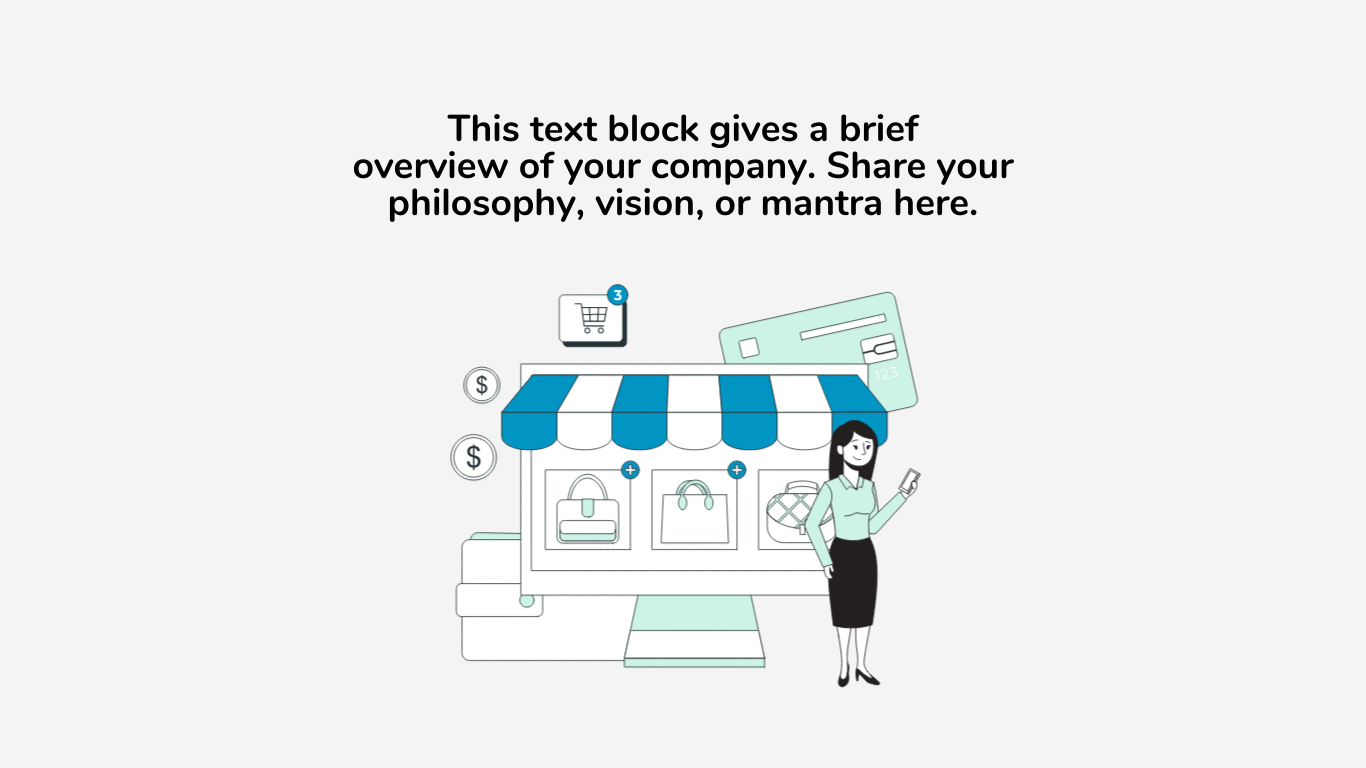 This text block gives a brief
overview of your company. Share your
philosophy, vision, or mantra here.
3
123
$
$